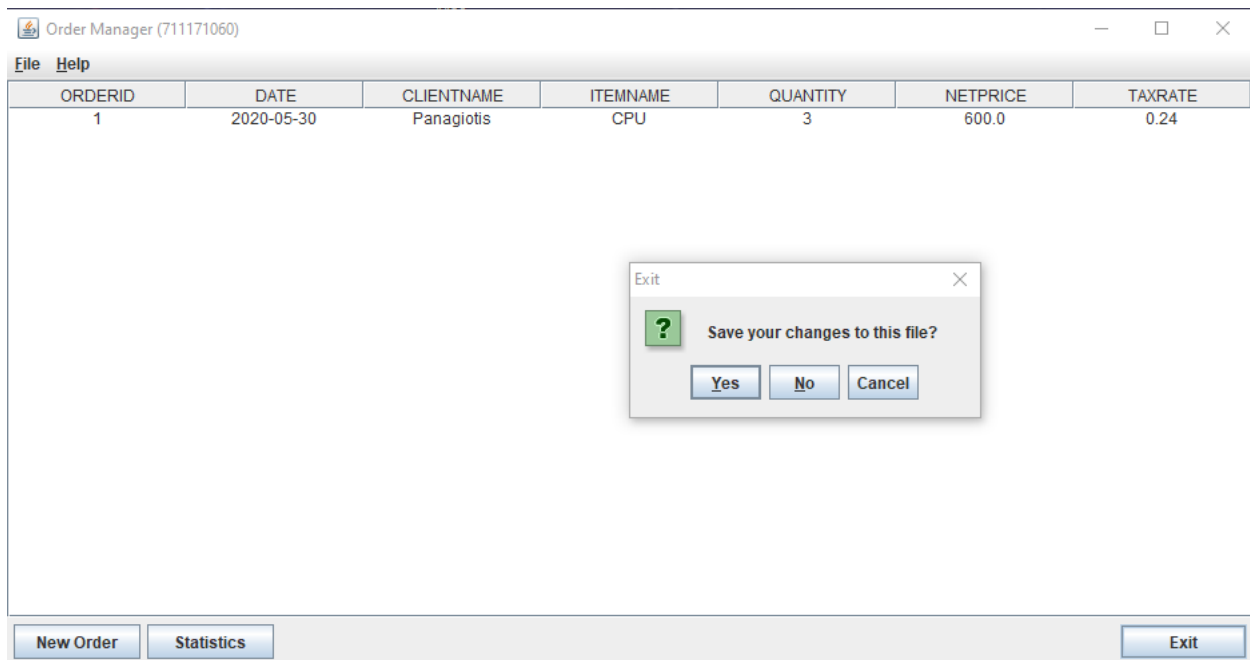 Order Manager (711171060)
File Help
ORDERID DATE CLIENTNAME ITEMNAME QUANTITY NETPRICE TAXRATE
1 2020-05-30 Panagiotis CPU 3 600.0 0.24
Exit
? Save your changes to this file?
Yes No Cancel
New Order Statistics Exit